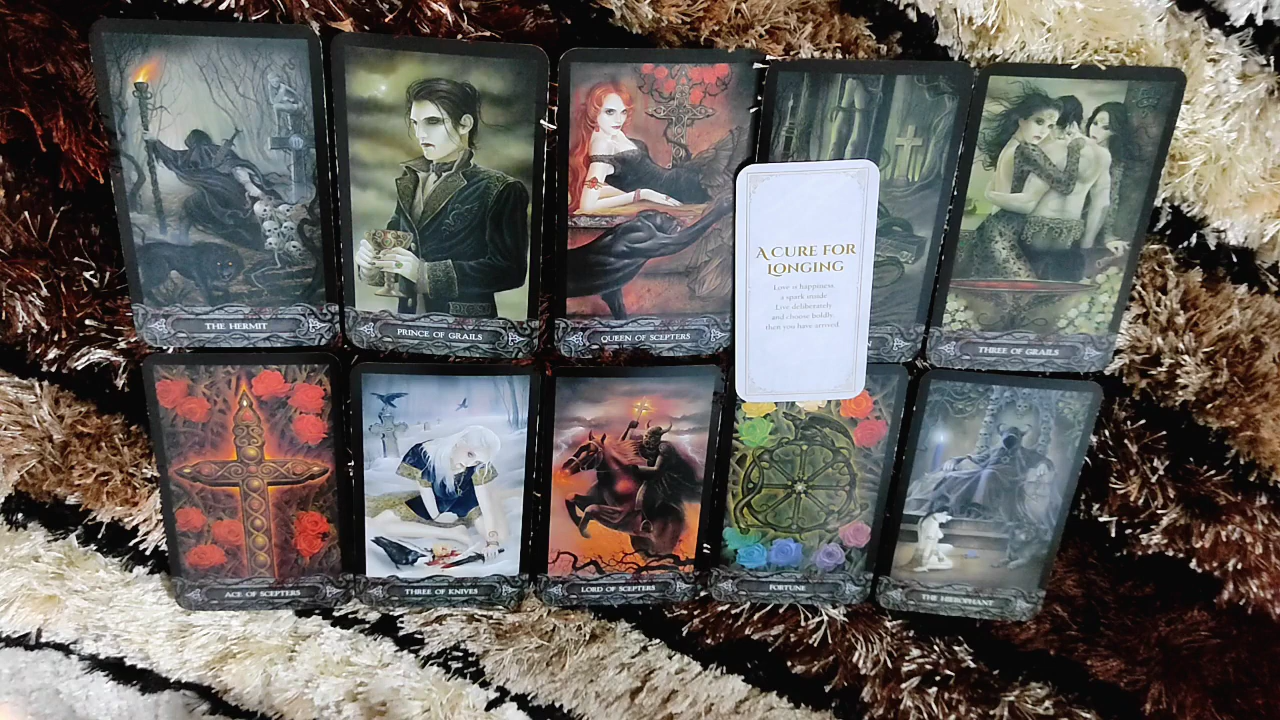 THE HERMIT
PRINCE OF GRAILS
QUEEN OF SCEPTERS
THREE OF GRAILS
A CURE FOR
LONGING
Love is happiness
a spark inside
Live deliberately
and choose boldly,
then you have arrived.
ACE OF SCEPTERS
THREE OF KNIVES
LORD OF SCEPTERS
FORTUNE
THE HIEROPHANT